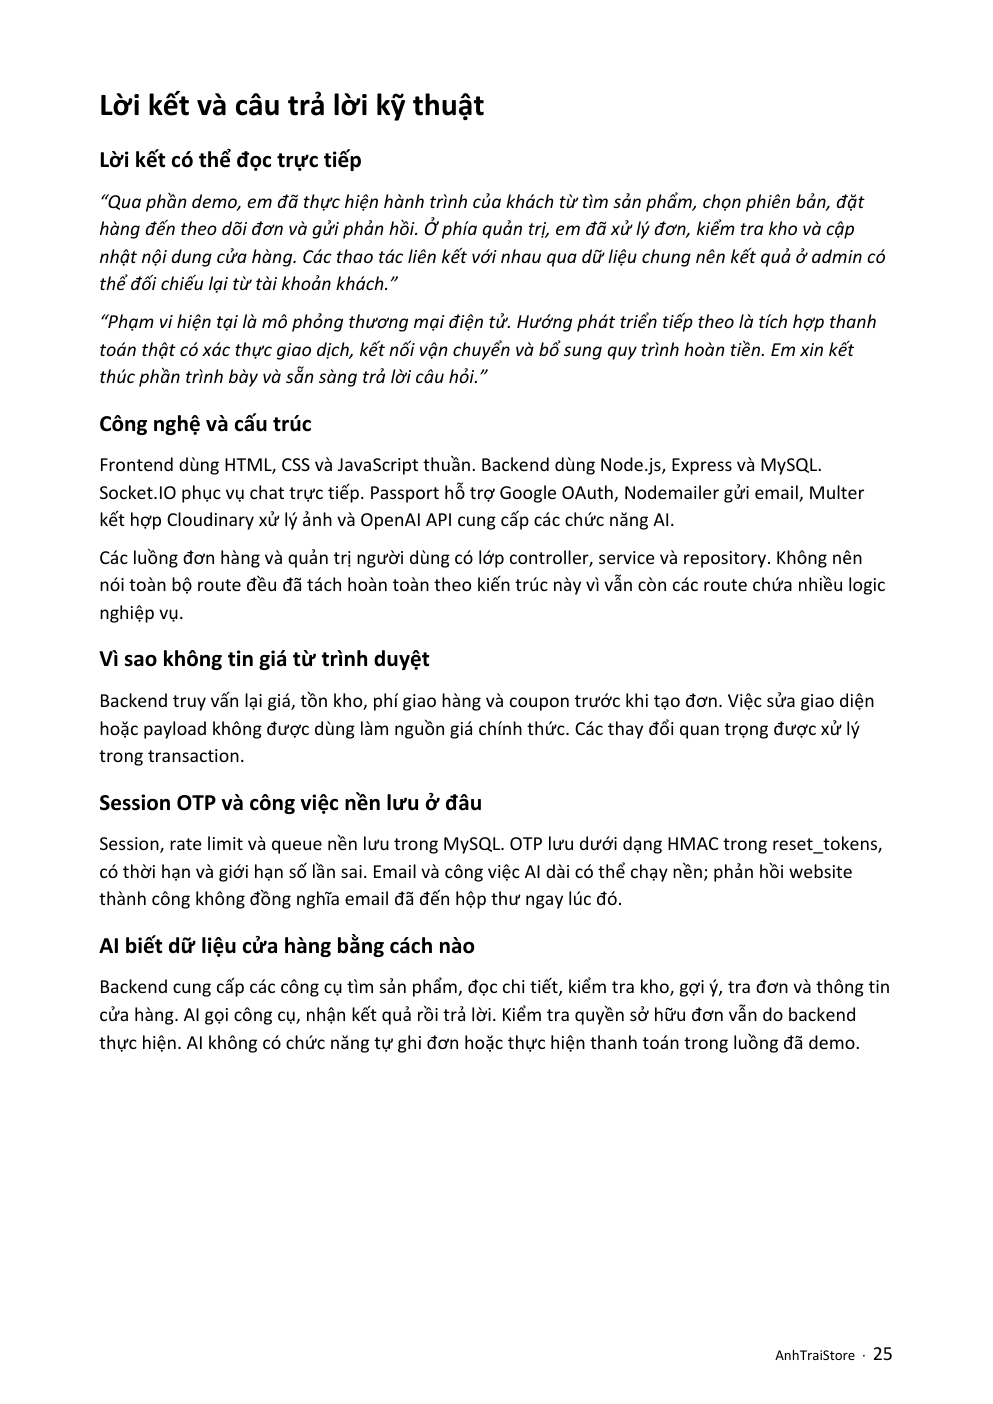 Lời kết và câu trả lời kỹ thuật
Lời kết có thể đọc trực tiếp
“Qua phần demo, em đã thực hiện hành trình của khách từ tìm sản phẩm, chọn phiên bản, đặt
hàng đến theo dõi đơn và gửi phản hồi. Ở phía quản trị, em đã xử lý đơn, kiểm tra kho và cập
nhật nội dung cửa hàng. Các thao tác liên kết với nhau qua dữ liệu chung nên kết quả ở admin có
thể đối chiếu lại từ tài khoản khách.”
“Phạm vi hiện tại là mô phỏng thương mại điện tử. Hướng phát triển tiếp theo là tích hợp thanh
toán thật có xác thực giao dịch, kết nối vận chuyển và bổ sung quy trình hoàn tiền. Em xin kết
thúc phần trình bày và sẵn sàng trả lời câu hỏi.”
Công nghệ và cấu trúc
Frontend dùng HTML, CSS và JavaScript thuần. Backend dùng Node.js, Express và MySQL.
Socket.IO phục vụ chat trực tiếp. Passport hỗ trợ Google OAuth, Nodemailer gửi email, Multer
kết hợp Cloudinary xử lý ảnh và OpenAI API cung cấp các chức năng AI.
Các luồng đơn hàng và quản trị người dùng có lớp controller, service và repository. Không nên
nói toàn bộ route đều đã tách hoàn toàn theo kiến trúc này vì vẫn còn các route chứa nhiều logic
nghiệp vụ.
Vì sao không tin giá từ trình duyệt
Backend truy vấn lại giá, tồn kho, phí giao hàng và coupon trước khi tạo đơn. Việc sửa giao diện
hoặc payload không được dùng làm nguồn giá chính thức. Các thay đổi quan trọng được xử lý
trong transaction.
Session OTP và công việc nền lưu ở đâu
Session, rate limit và queue nền lưu trong MySQL. OTP lưu dưới dạng HMAC trong reset_tokens,
có thời hạn và giới hạn số lần sai. Email và công việc AI dài có thể chạy nền; phản hồi website
thành công không đồng nghĩa email đã đến hộp thư ngay lúc đó.
AI biết dữ liệu cửa hàng bằng cách nào
Backend cung cấp các công cụ tìm sản phẩm, đọc chi tiết, kiểm tra kho, gợi ý, tra đơn và thông tin
cửa hàng. AI gọi công cụ, nhận kết quả rồi trả lời. Kiểm tra quyền sở hữu đơn vẫn do backend
thực hiện. AI không có chức năng tự ghi đơn hoặc thực hiện thanh toán trong luồng đã demo.
AnhTraiStore · 25